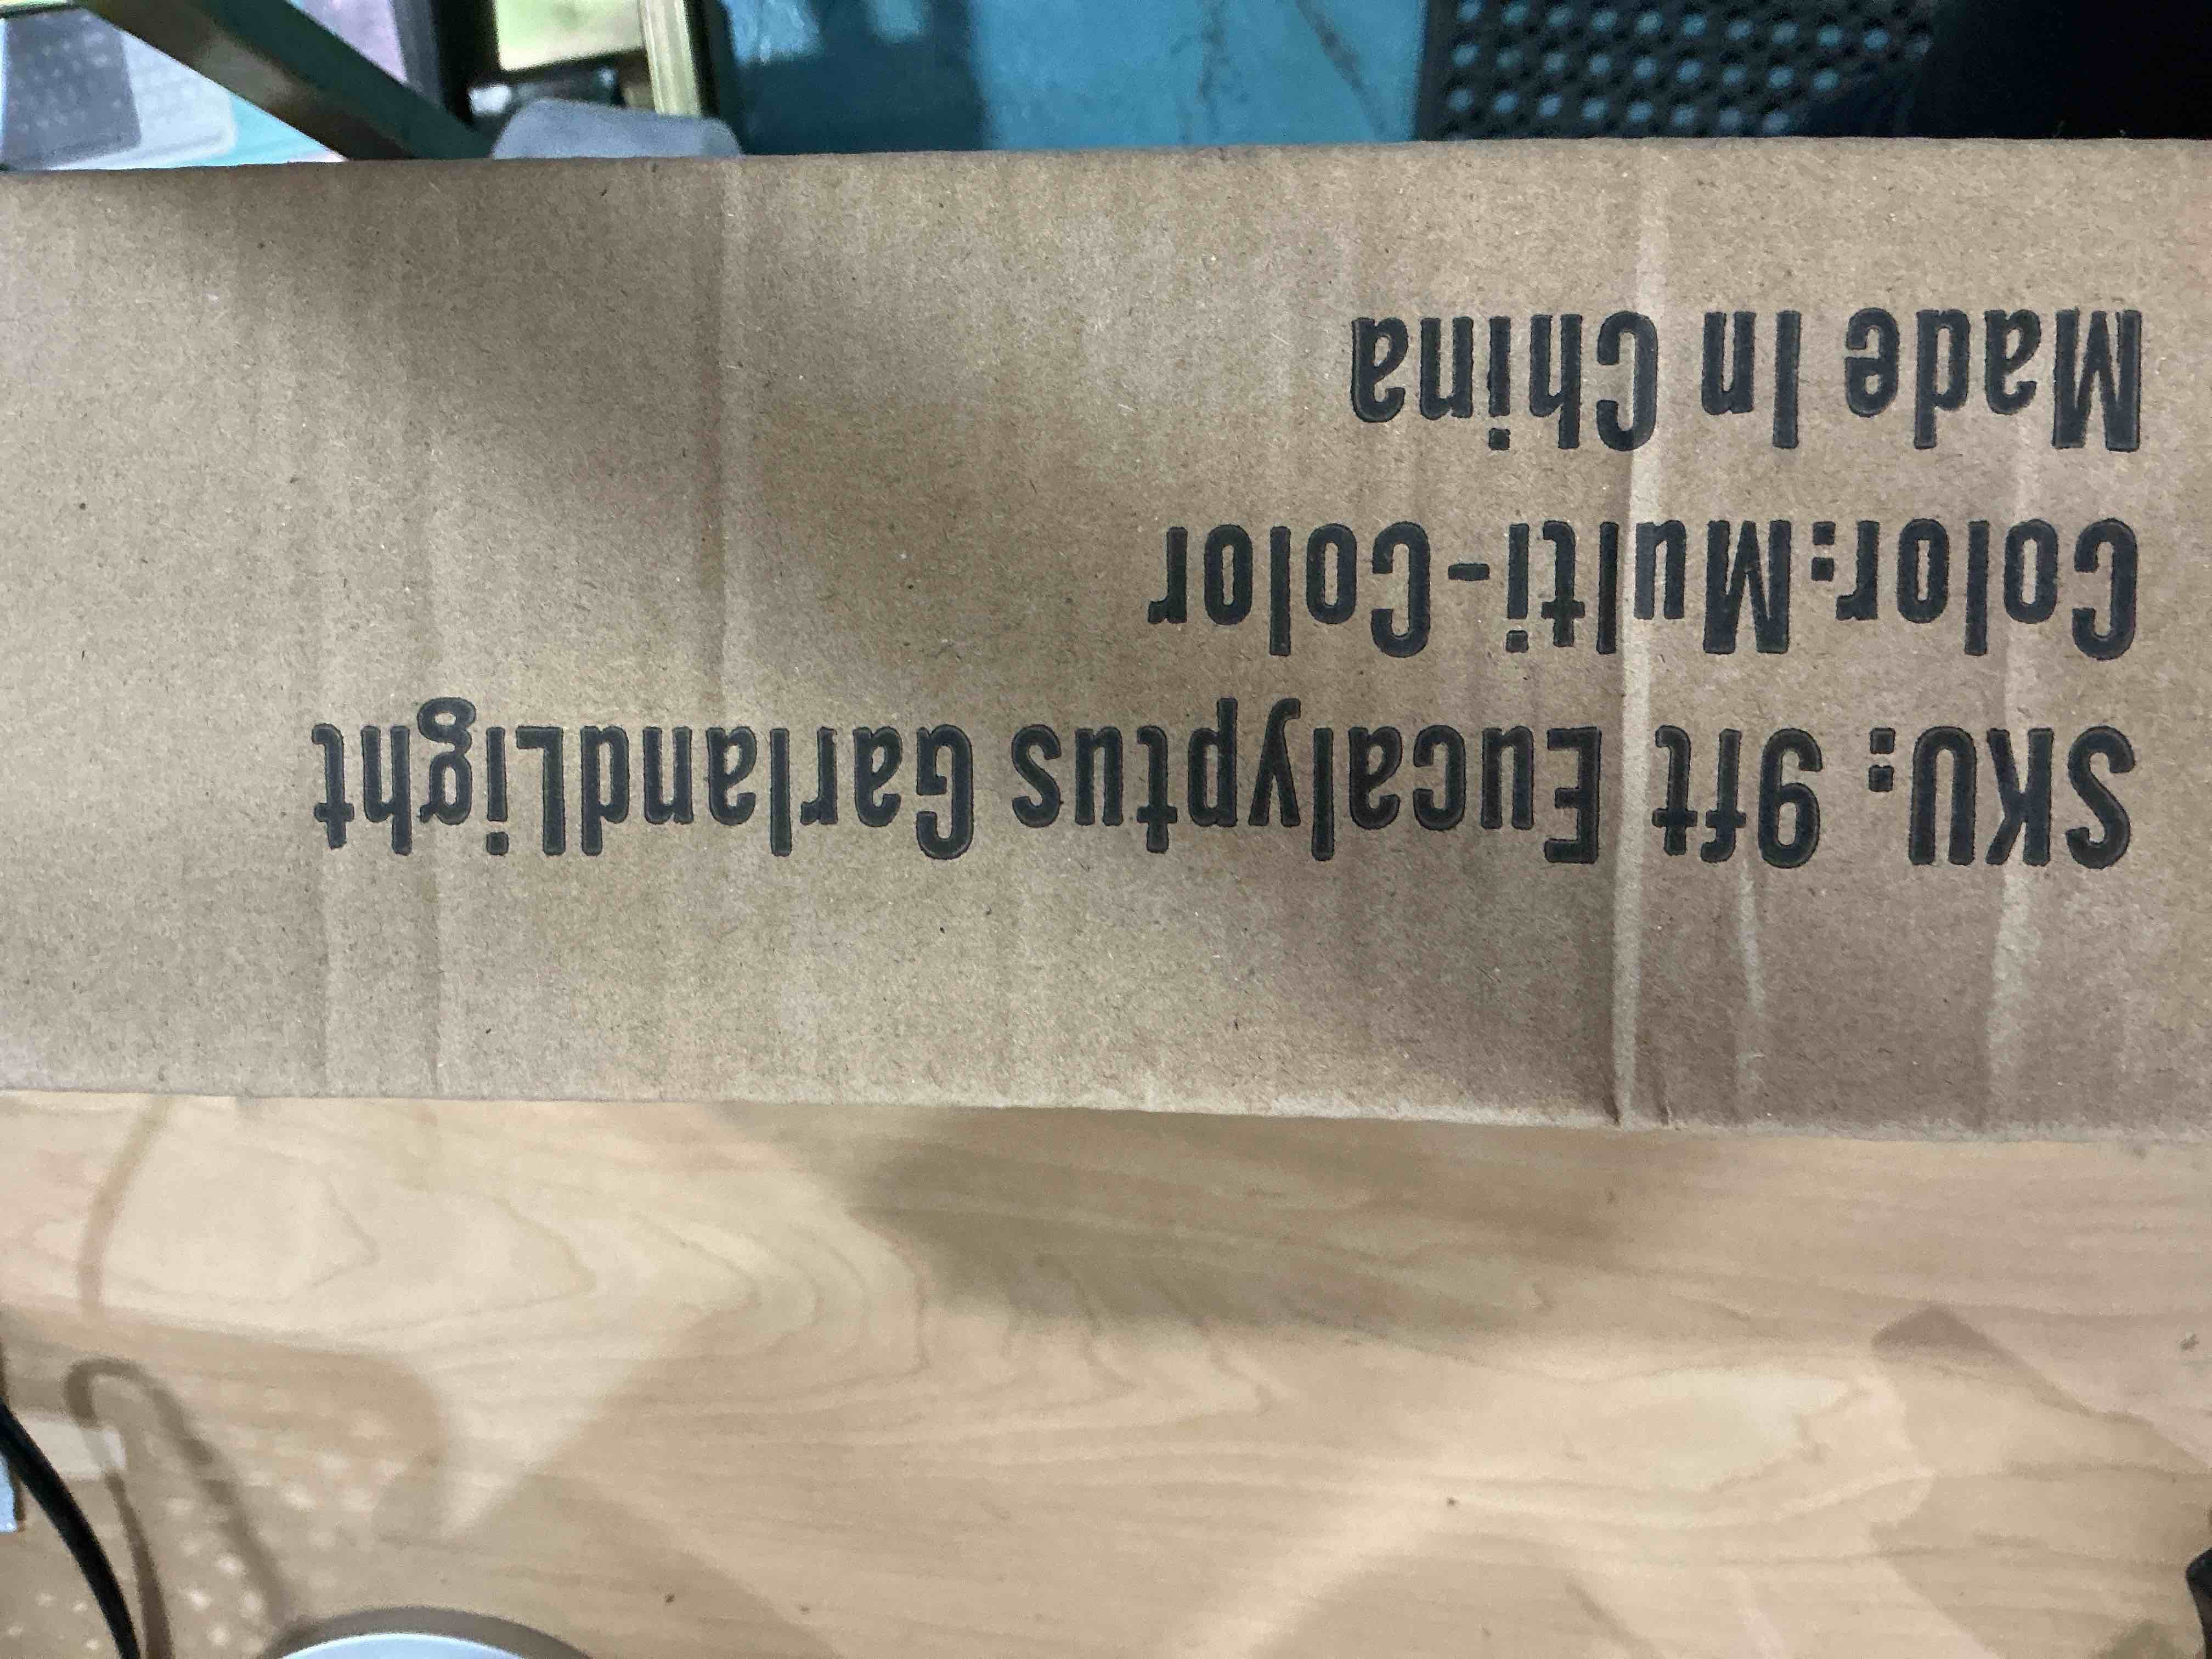 SKU: 9ft Eucalyptus GarlandLight
Color:Multi-Color
Made In China